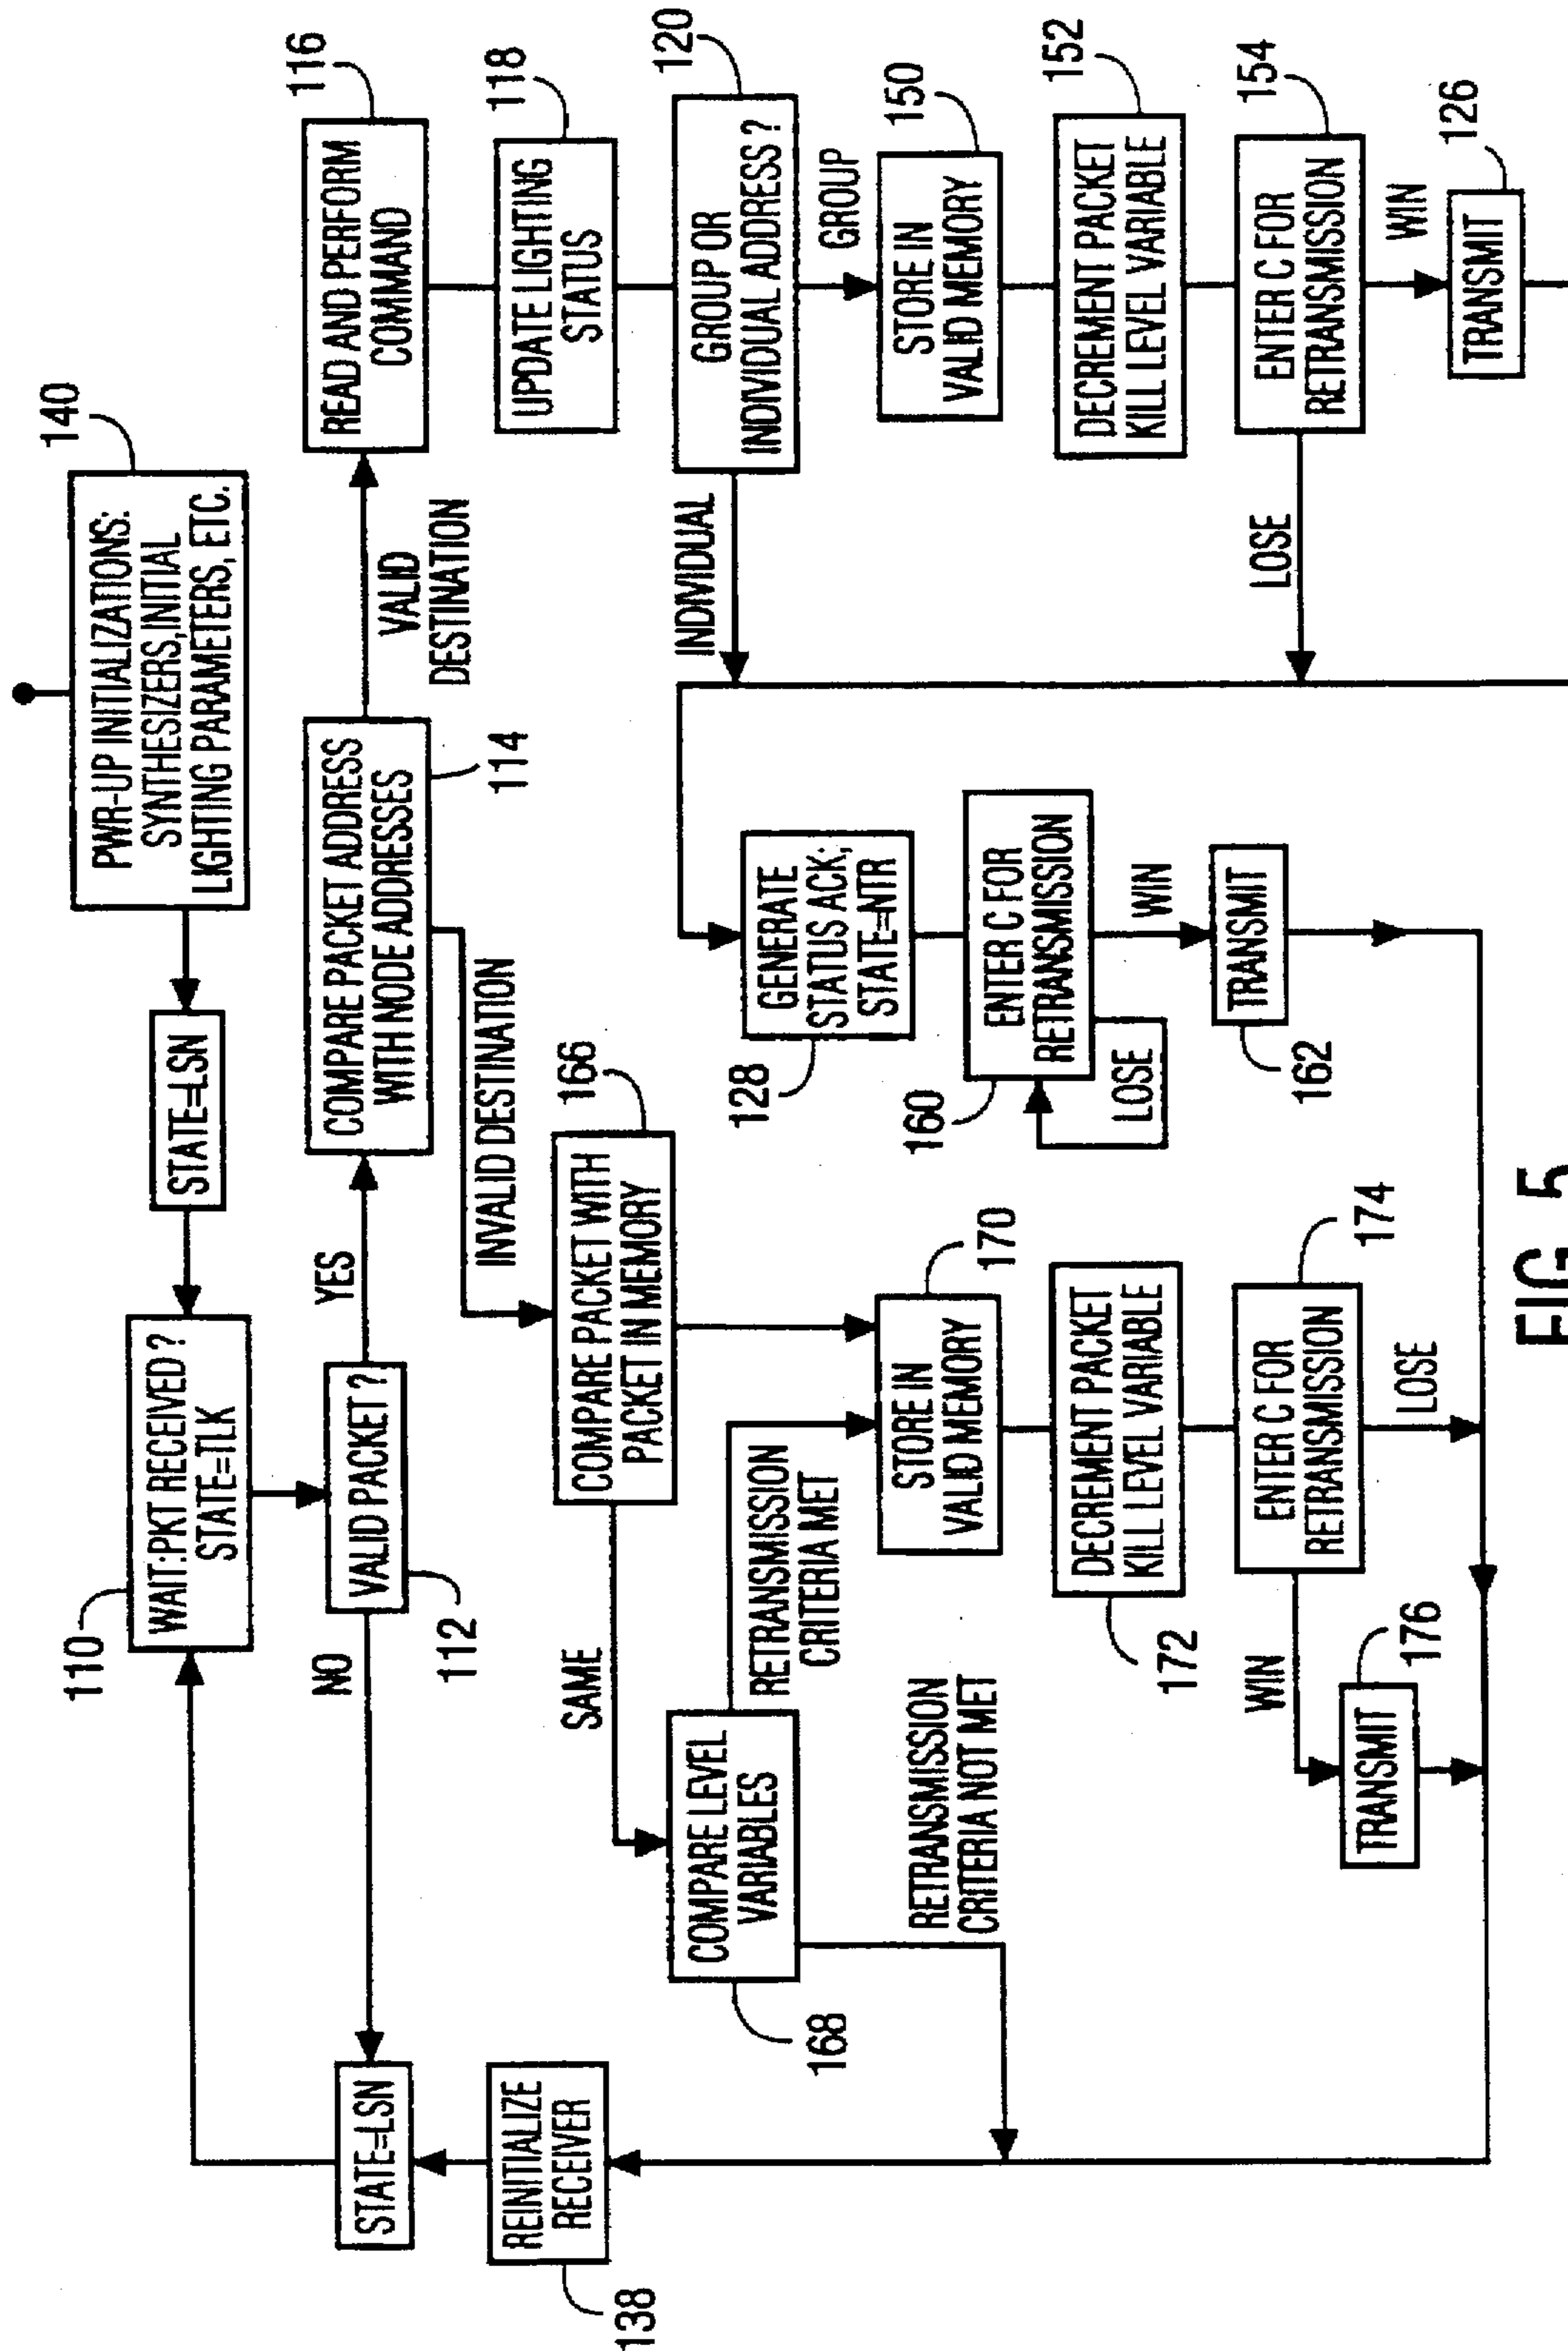 140
PWR-UP INITIALIZATIONS:
SYNTHESIZERS,INITIAL
LIGHTING PARAMETERS, ETC.
STATE=LSN
110
WAIT:PKT RECEIVED?
STATE=TLK
112
VALID PACKET?
NO
YES
STATE=LSN
REINITIALIZE
RECEIVER
138
COMPARE PACKET ADDRESS
WITH NODE ADDRESSES
114
VALID
DESTINATION
INVALID DESTINATION
READ AND PERFORM
COMMAND
116
UPDATE LIGHTING
STATUS
118
GROUP OR
INDIVIDUAL ADDRESS?
120
INDIVIDUAL
GROUP
STORE IN
VALID MEMORY
150
DECREMENT PACKET
KILL LEVEL VARIABLE
152
ENTER C FOR
RETRANSMISSION
154
LOSE
WIN
TRANSMIT
126
GENERATE
STATUS ACK;
STATE=NTR
128
ENTER C FOR
RETRANSMISSION
160
LOSE
WIN
TRANSMIT
162
COMPARE PACKET WITH
PACKET IN MEMORY
166
SAME
COMPARE LEVEL
VARIABLES
168
RETRANSMISSION
CRITERIA MET
RETRANSMISSION
CRITERIA NOT MET
STORE IN
VALID MEMORY
170
DECREMENT PACKET
KILL LEVEL VARIABLE
172
ENTER C FOR
RETRANSMISSION
174
WIN
LOSE
TRANSMIT
176
FIG. 5